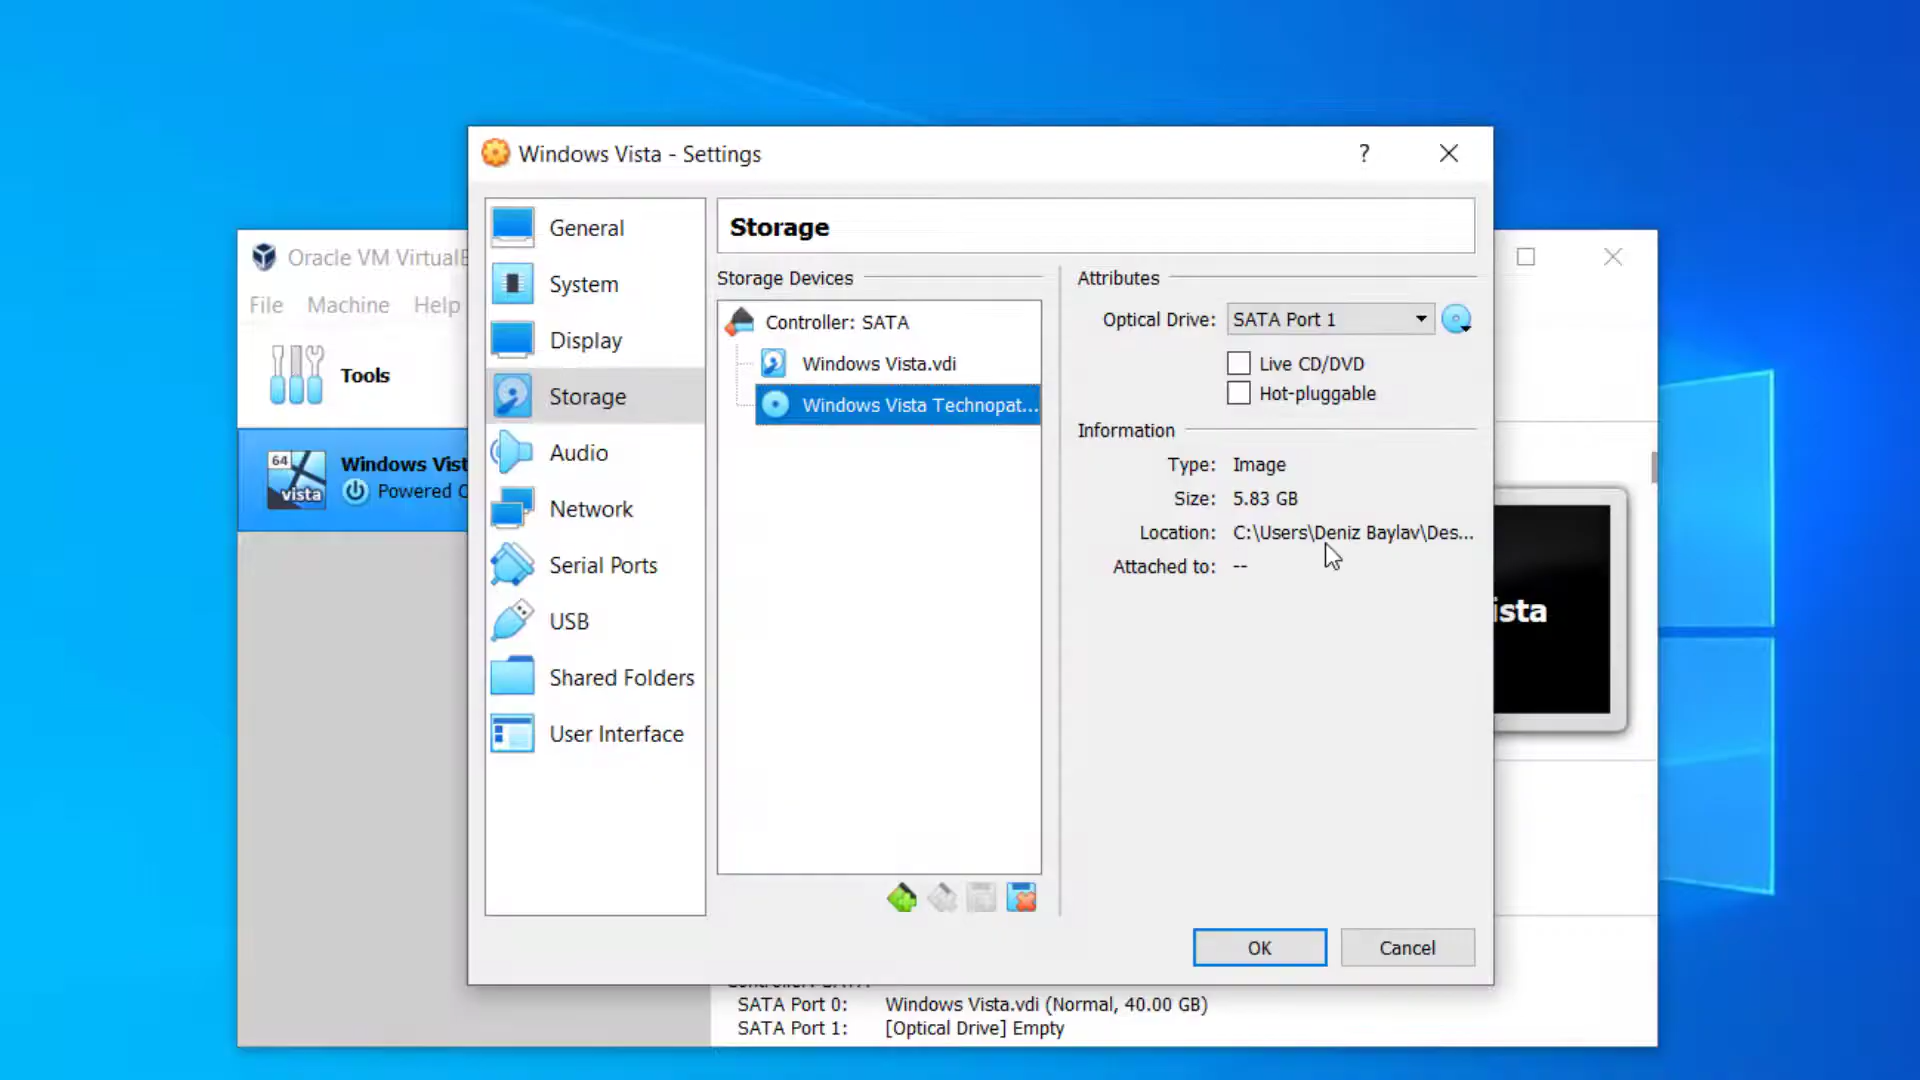 Windows Vista - Settings
?
General
System
Display
Storage
Audio
Network
Serial Ports
USB
Shared Folders
User Interface
Storage
Storage Devices
Controller: SATA
Windows Vista.vdi
Windows Vista Technopat...
Attributes
Optical Drive: SATA Port 1
Live CD/DVD
Hot-pluggable
Information
Type: Image
Size: 5.83 GB
Location: C:\Users\Deniz Baylav\Des...
Attached to: --
OK
Cancel
Oracle VM VirtualB
File Machine Help
Tools
64
vista
Windows Vist
Powered O
ista
SATA Port 0: Windows Vista.vdi (Normal, 40.00 GB)
SATA Port 1: [Optical Drive] Empty